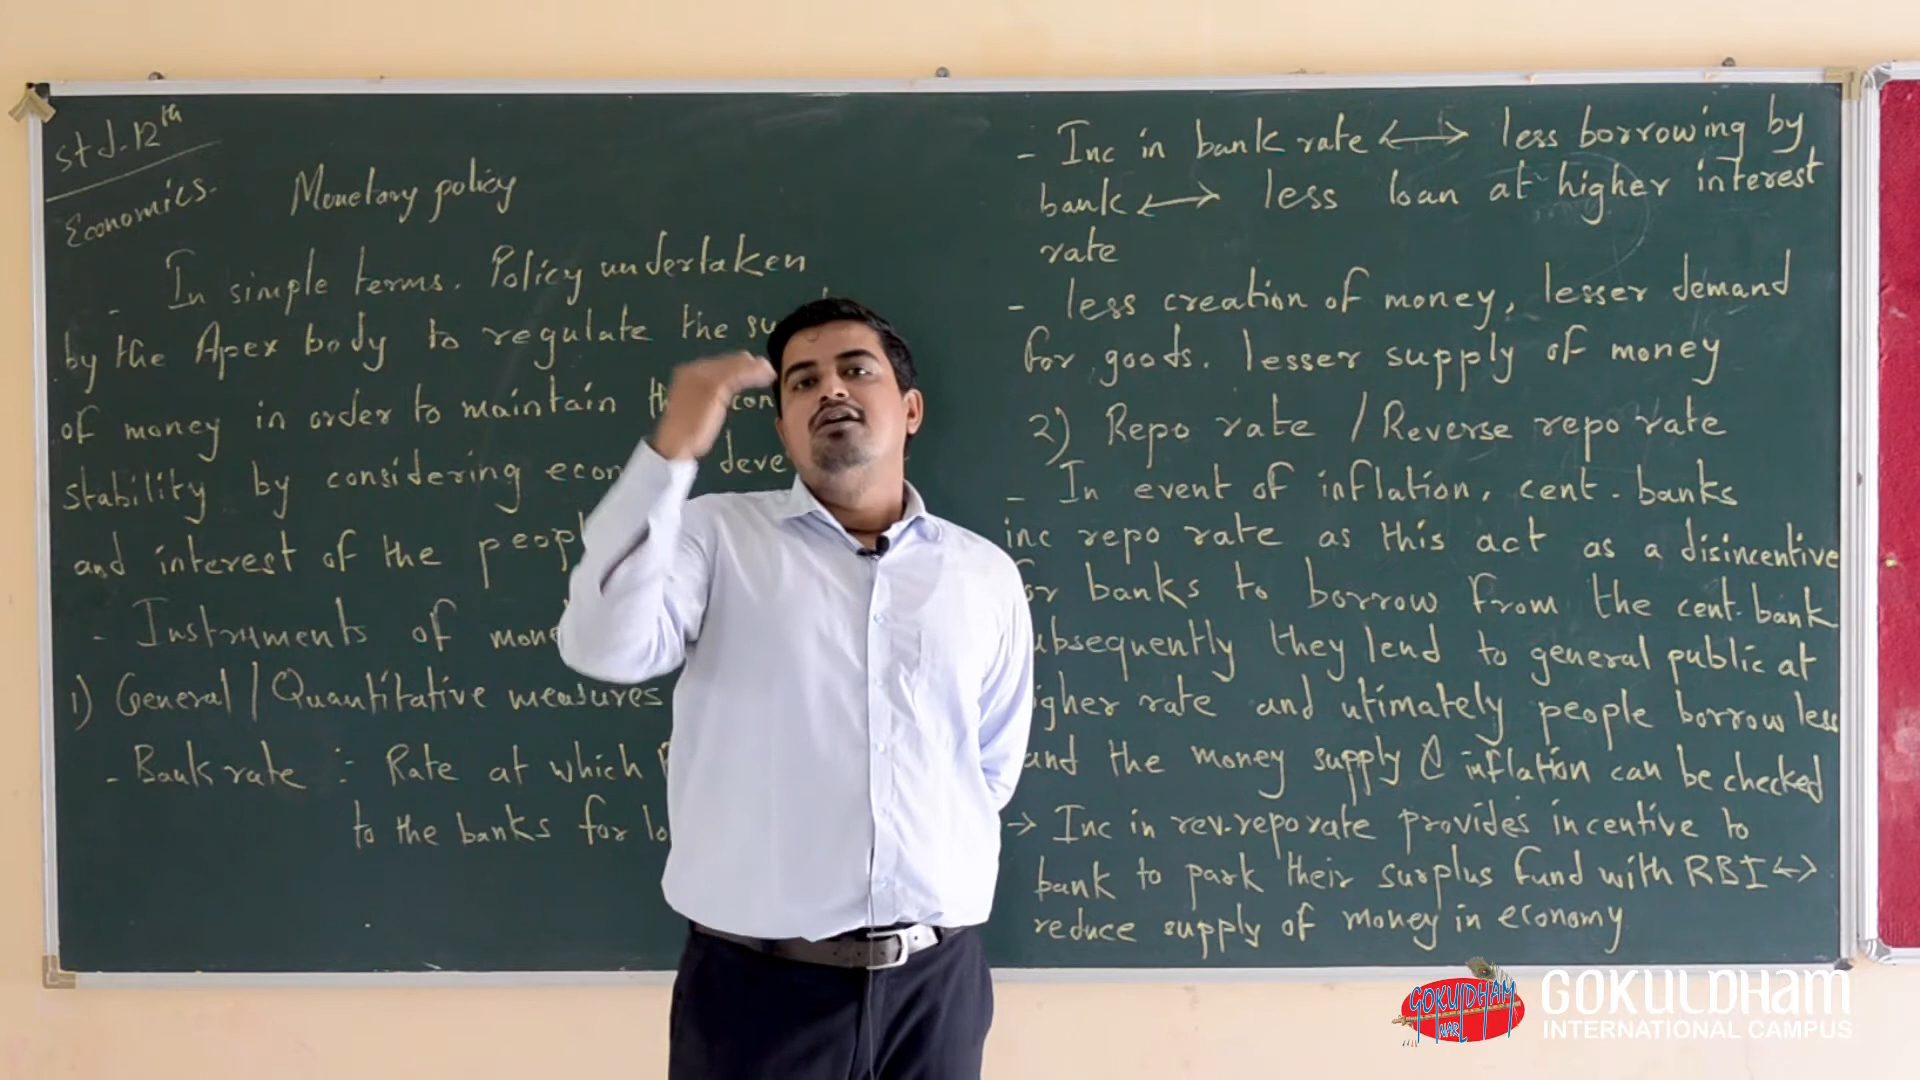 Std-12th
Economics.
Monetary policy
- In simple terms. Policy undertaken
by the Apex body to regulate the su
of money in order to maintain
stability by considering econ deve
and interest of the peop
- Instruments of mone
1) General / Quantitative measures
- Bank rate : Rate at which
to the banks for lo
- Inc in bank rate <-> less borrowing by
bank <-> less loan at higher interest
rate
- less creation of money, lesser demand
for goods. lesser supply of money
2) Repo rate / Reverse repo rate
- In event of inflation, cent. banks
inc repo rate as this act as a disincentive
for banks to borrow from the cent. bank
ubsequently they lend to general public at
igher rate and utimately people borrow less
and the money supply & inflation can be checked
-> Inc in rev. repo rate provides incentive to
bank to park their surplus fund with RBI <->
reduce supply of money in economy
GOKULDHAM
NAR
GOKULDHAM
INTERNATIONAL CAMPUS